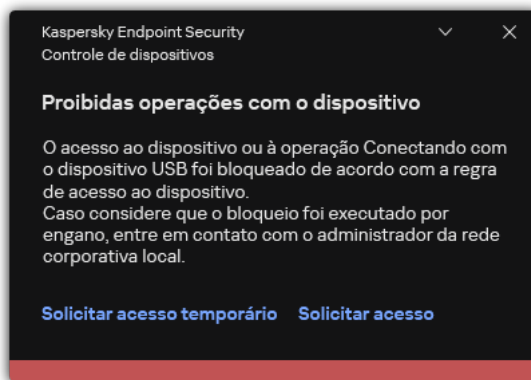 Kaspersky Endpoint Security
Controle de dispositivos
Proibidas operações com o dispositivo
O acesso ao dispositivo ou à operação Conectando com
o dispositivo USB foi bloqueado de acordo com a regra
de acesso ao dispositivo.
Caso considere que o bloqueio foi executado por
engano, entre em contato com o administrador da rede
corporativa local.
Solicitar acesso temporário Solicitar acesso